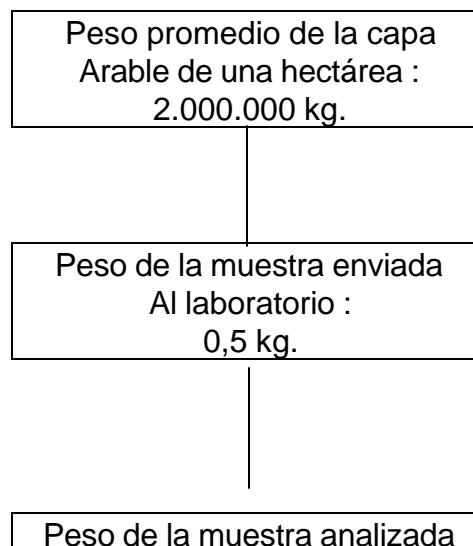 Peso promedio de la capa
Arable de una hectárea :
2.000.000 kg.
Peso de la muestra enviada
Al laboratorio :
0,5 kg.
Peso de la muestra analizada